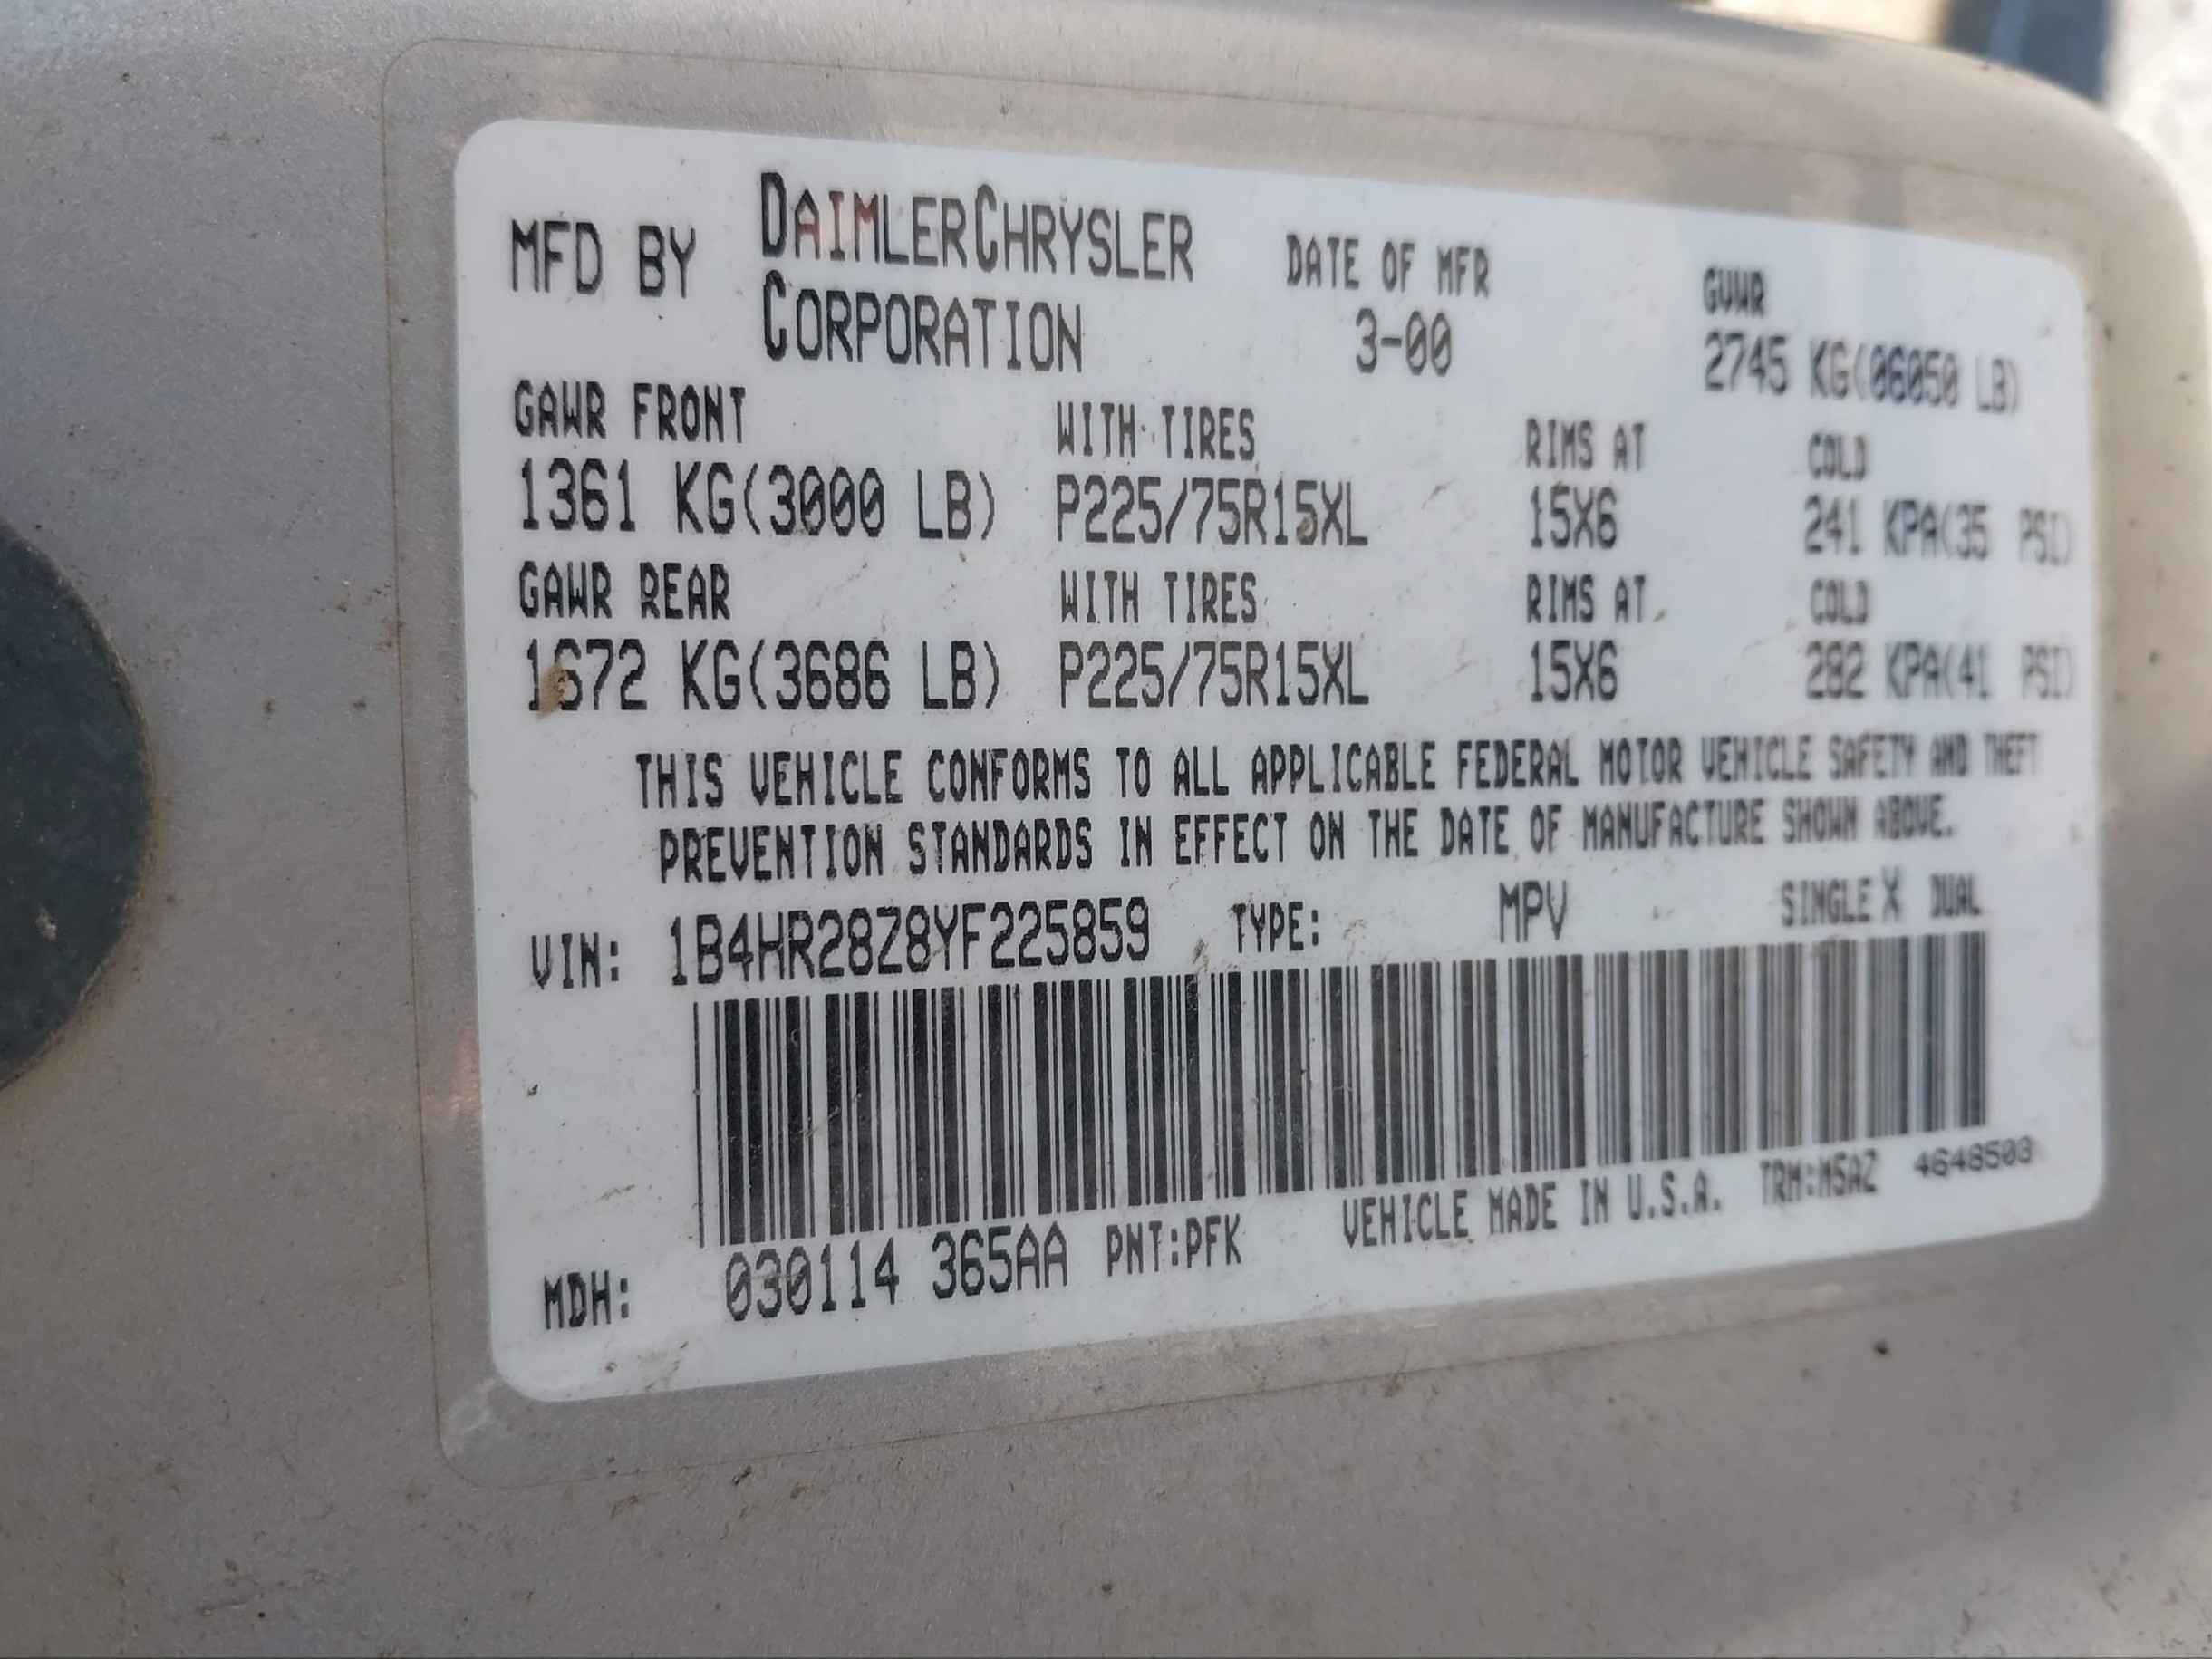 MFD BY DAIMLERCHRYSLER CORPORATION DATE OF MFR 3-00 GVWR 2745 KG(06050 LB)
GAWR FRONT WITH TIRES RIMS AT COLD
1361 KG(3000 LB) P225/75R15XL 15X6 241 KPA(35 PSI)
GAWR REAR WITH TIRES RIMS AT COLD
1672 KG(3686 LB) P225/75R15XL 15X6 282 KPA(41 PSI)
THIS VEHICLE CONFORMS TO ALL APPLICABLE FEDERAL MOTOR VEHICLE SAFETY AND THEFT
PREVENTION STANDARDS IN EFFECT ON THE DATE OF MANUFACTURE SHOWN ABOVE.
VIN: 1B4HR28Z8YF225859 TYPE: MPV SINGLE X DUAL
MDH: 030114 365AA PNT:PFK VEHICLE MADE IN U.S.A. TRM:M5AZ 4648503